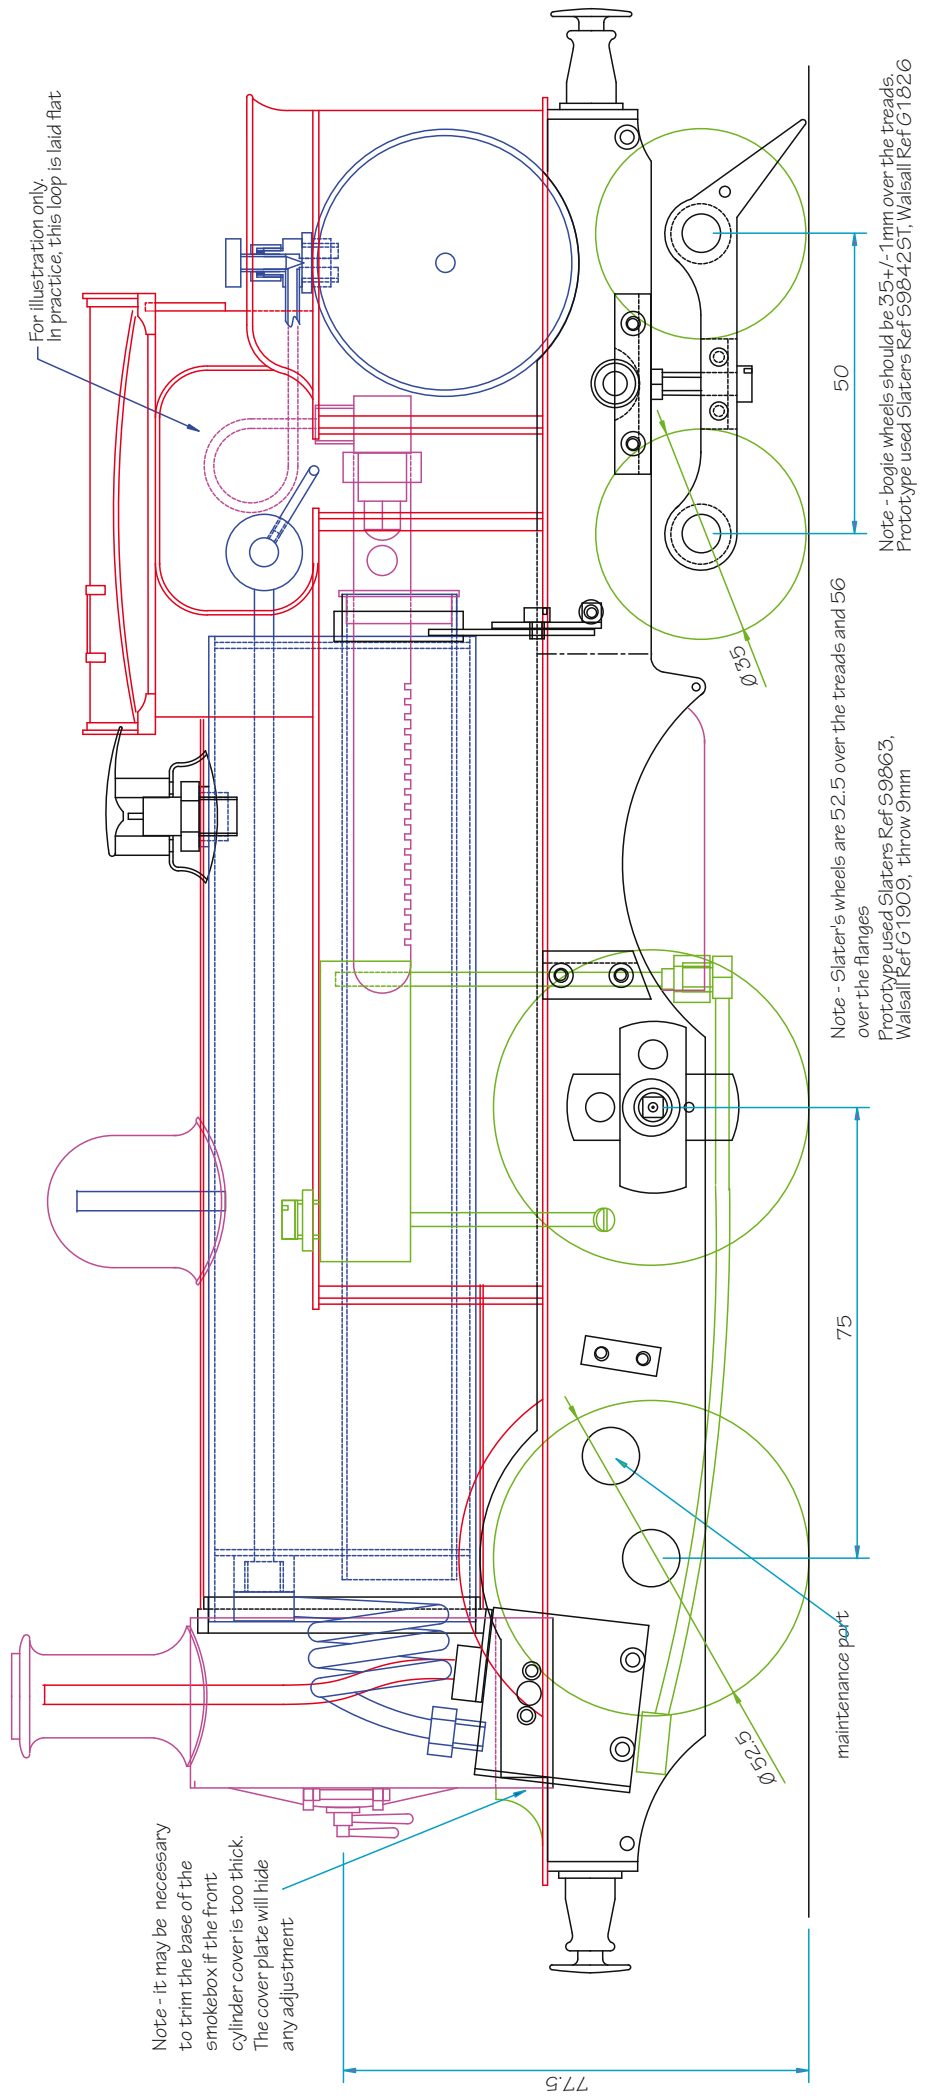 For illustration only.
In practice, this loop is laid flat
Note - it may be necessary
to trim the base of the
smokebox if the front
cylinder cover is too thick.
The cover plate will hide
any adjustment
77.5
Ø 52.5
maintenance port
75
Note - Slater's wheels are 52.5 over the treads and 56
over the flanges
Prototype used Slaters Ref S9863,
Walsall Ref G1909, throw 9mm
Ø 35
50
Note - bogie wheels should be 35+/-1mm over the treads.
Prototype used Slaters Ref S9842ST, Walsall Ref G1826